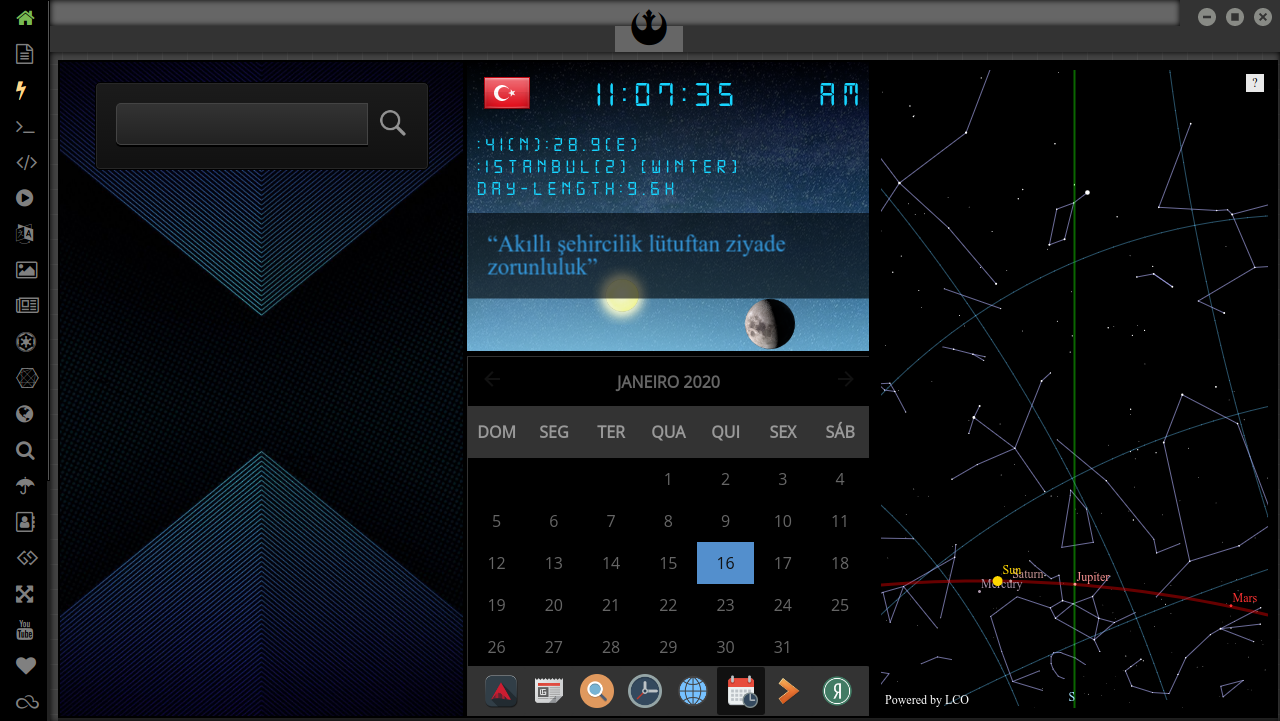 11:07:35 AM
:41(N):28.9(E)
:ISTANBUL(2) (WINTER)
DAY-LENGTH:9.6H
“Akıllı şehircilik lütuftan ziyade
zorunluluk”
JANEIRO 2020
DOM SEG TER QUA QUI SEX SÁB
1 2 3 4
5 6 7 8 9 10 11
12 13 14 15 16 17 18
19 20 21 22 23 24 25
26 27 28 29 30 31
?
Sun
Saturn
Mercury
Jupiter
Mars
Powered by LCO
S
You
Tube